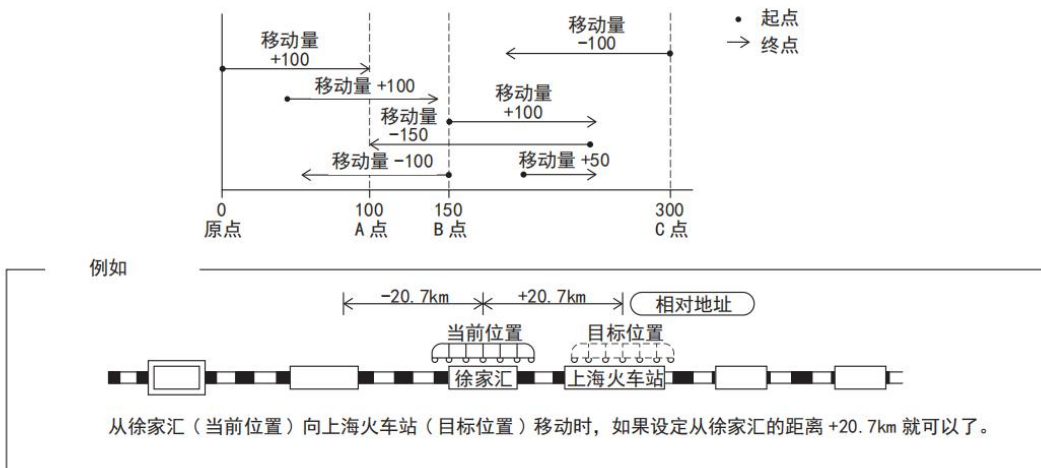 起点
终点
移动量
-100
移动量
+100
移动量 +100
移动量
+100
移动量
-150
移动量 -100
移动量 +50
0
100
150
300
原点
A 点
B 点
C 点
例如
-20.7km
+20.7km
相对地址
当前位置
目标位置
徐家汇
上海火车站
从徐家汇（当前位置）向上海火车站（目标位置）移动时，如果设定从徐家汇的距离 +20.7km 就可以了。